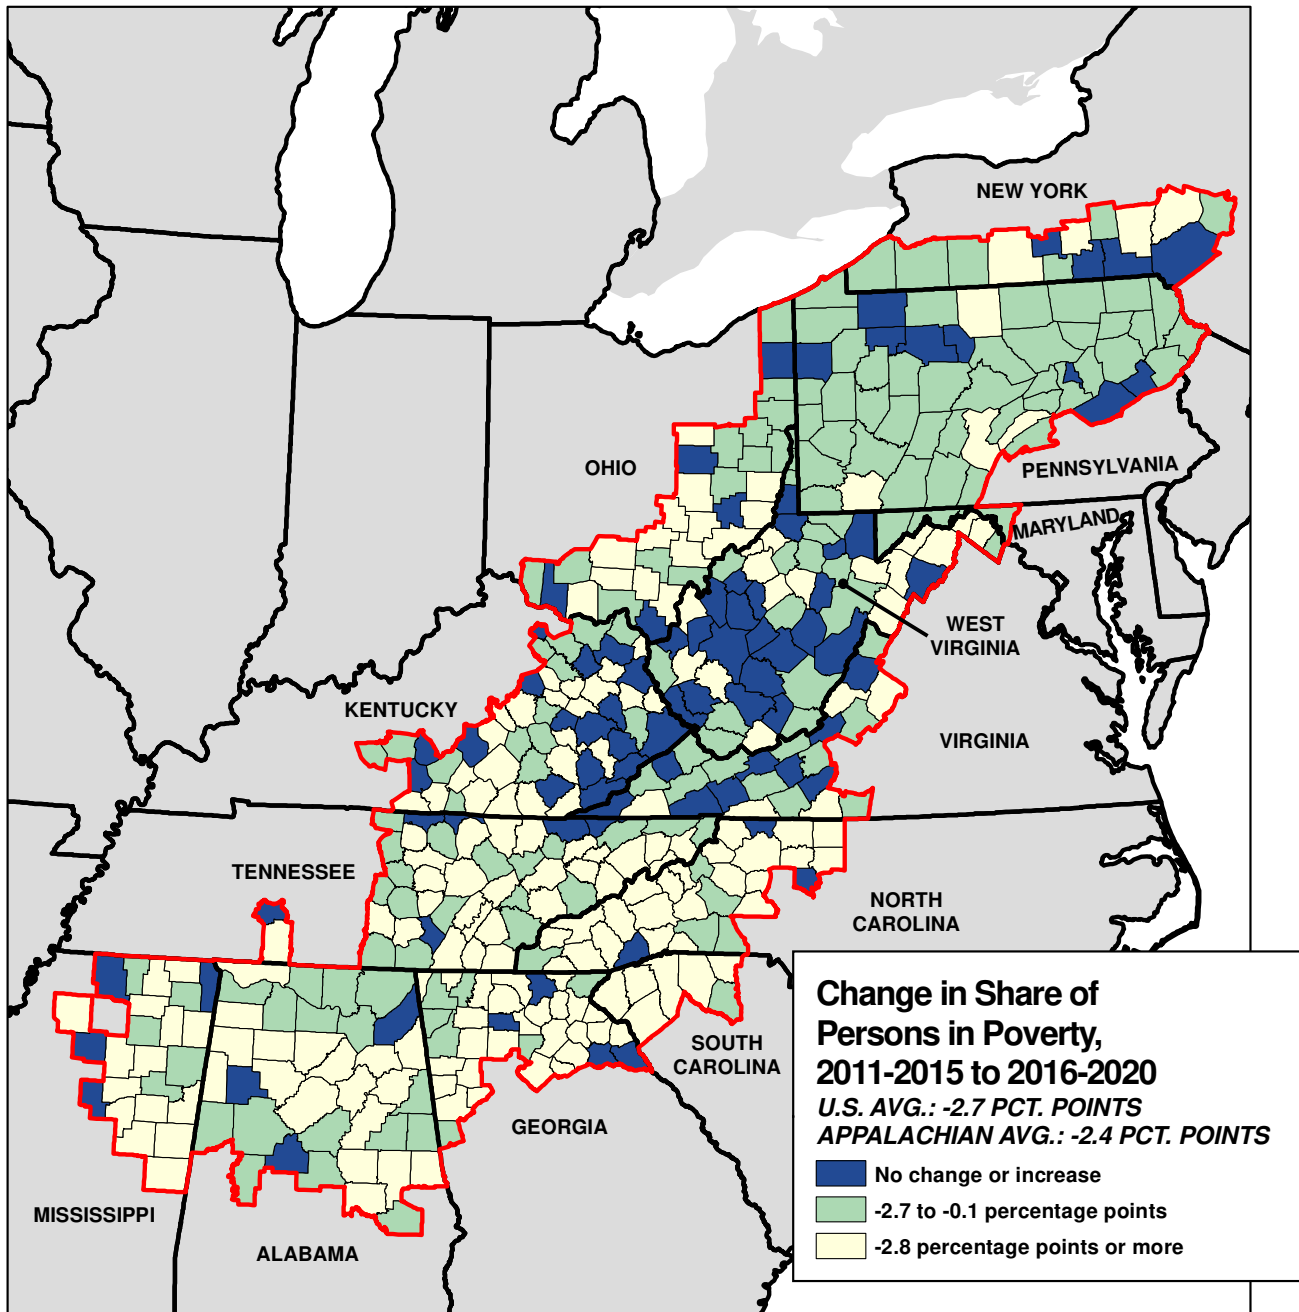 NEW YORK
OHIO
PENNSYLVANIA
MARYLAND
WEST
VIRGINIA
KENTUCKY
VIRGINIA
TENNESSEE
NORTH
CAROLINA
SOUTH
CAROLINA
GEORGIA
MISSISSIPPI
ALABAMA
Change in Share of
Persons in Poverty,
2011-2015 to 2016-2020
U.S. AVG.: -2.7 PCT. POINTS
APPALACHIAN AVG.: -2.4 PCT. POINTS
No change or increase
-2.7 to -0.1 percentage points
-2.8 percentage points or more